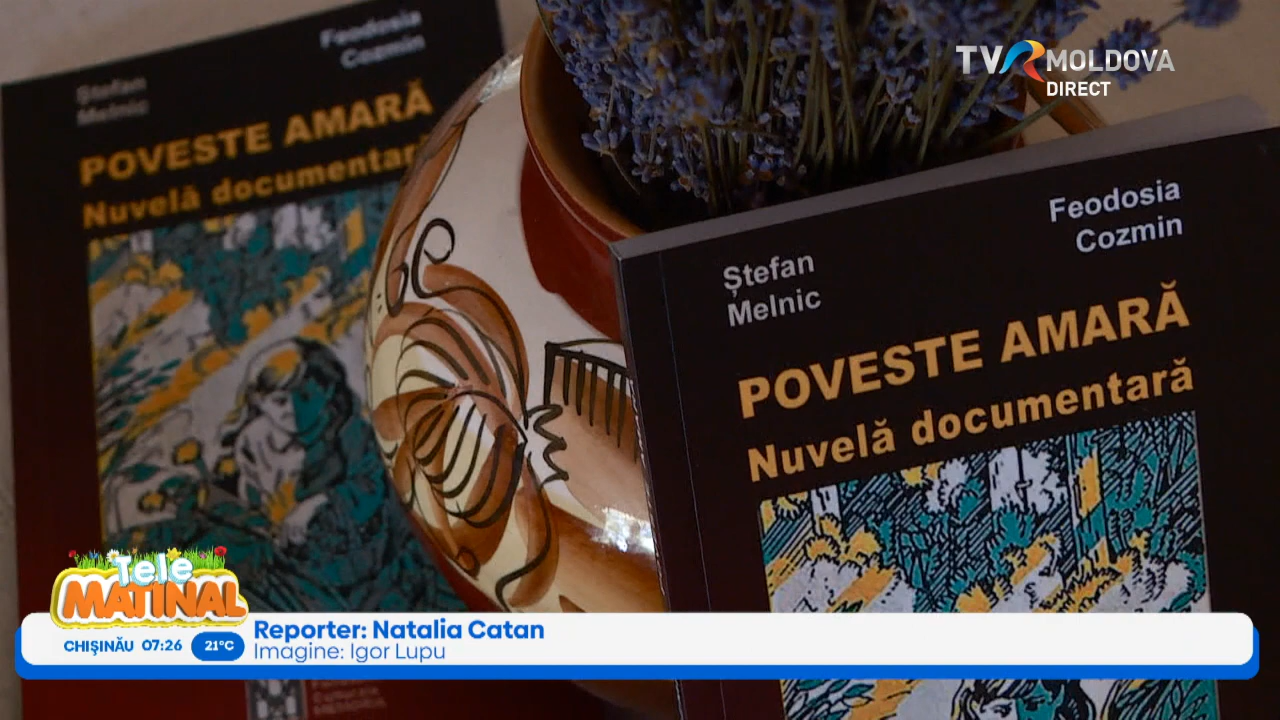 Ștefan
Melnic
Feodosia
Cozmin
POVESTE AMARĂ
Nuvelă documentară
TVR MOLDOVA
DIRECT
Ștefan
Melnic
Feodosia
Cozmin
POVESTE AMARĂ
Nuvelă documentară
Tele
MATINAL
CHIȘINĂU 07:26 21°C
Reporter: Natalia Catan
Imagine: Igor Lupu